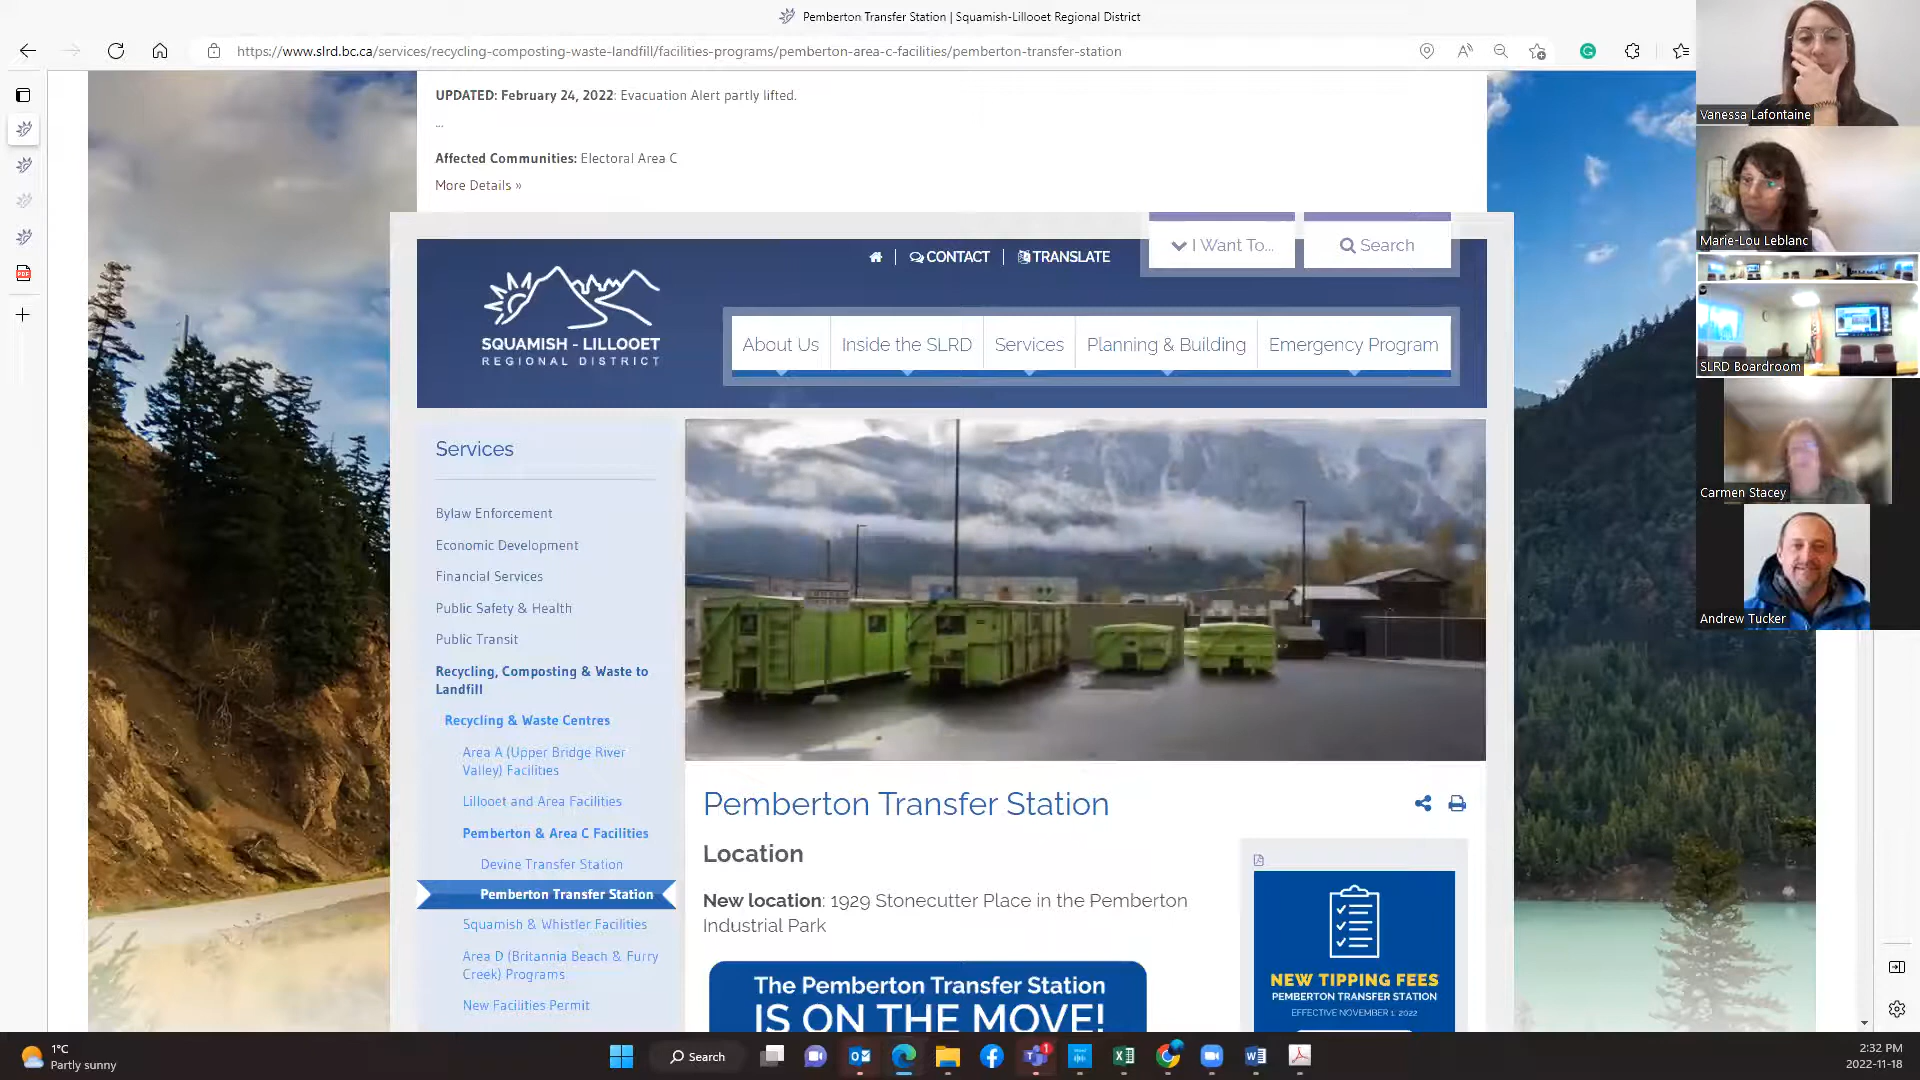 Pemberton Transfer Station | Squamish-Lillooet Regional District
https://www.slrd.bc.ca/services/recycling-composting-waste-landfill/facilities-programs/pemberton-area-c-facilities/pemberton-transfer-station
UPDATED: February 24, 2022: Evacuation Alert partly lifted.
...
Affected Communities: Electoral Area C
More Details »
I Want To...
Search
CONTACT
TRANSLATE
SQUAMISH - LILLOOET
REGIONAL DISTRICT
About Us
Inside the SLRD
Services
Planning & Building
Emergency Program
Services
Bylaw Enforcement
Economic Development
Financial Services
Public Safety & Health
Public Transit
Recycling, Composting & Waste to
Landfill
Recycling & Waste Centres
Area A (Upper Bridge River
Valley) Facilities
Lillooet and Area Facilities
Pemberton & Area C Facilities
Devine Transfer Station
Pemberton Transfer Station
Squamish & Whistler Facilities
Area D (Britannia Beach & Furry
Creek) Programs
New Facilities Permit
Pemberton Transfer Station
Location
New location: 1929 Stonecutter Place in the Pemberton
Industrial Park
The Pemberton Transfer Station
IS ON THE MOVE!
NEW TIPPING FEES
PEMBERTON TRANSFER STATION
EFFECTIVE NOVEMBER 1, 2022
Vanessa Lafontaine
Marie-Lou Leblanc
SLRD Boardroom
Carmen Stacey
Andrew Tucker
PDF
1°C
Partly sunny
Search
1
2:32 PM
2022-11-18